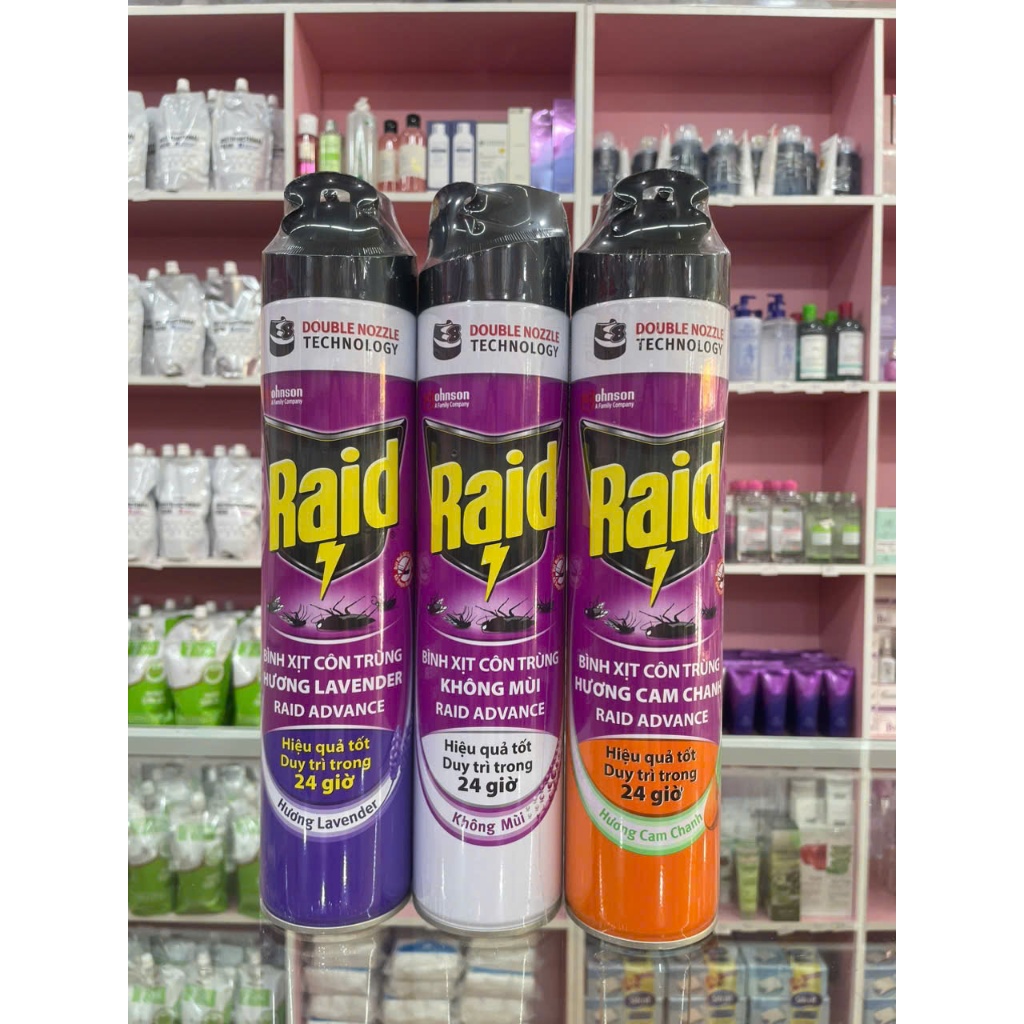 DOUBLE NOZZLE
TECHNOLOGY
Johnson
A Family Company
Raid
BÌNH XỊT CÔN TRÙNG
HƯƠNG LAVENDER
RAID ADVANCE
Hiệu quả tốt
Duy trì trong
24 giờ
Hương Lavender
DOUBLE NOZZLE
TECHNOLOGY
Johnson
A Family Company
Raid
BÌNH XỊT CÔN TRÙNG
KHÔNG MÙI
RAID ADVANCE
Hiệu quả tốt
Duy trì trong
24 giờ
Không Mùi
DOUBLE NOZZLE
TECHNOLOGY
Johnson
A Family Company
Raid
BÌNH XỊT CÔN TRÙNG
HƯƠNG CAM CHANH
RAID ADVANCE
Hiệu quả tốt
Duy trì trong
24 giờ
Hương Cam Chanh